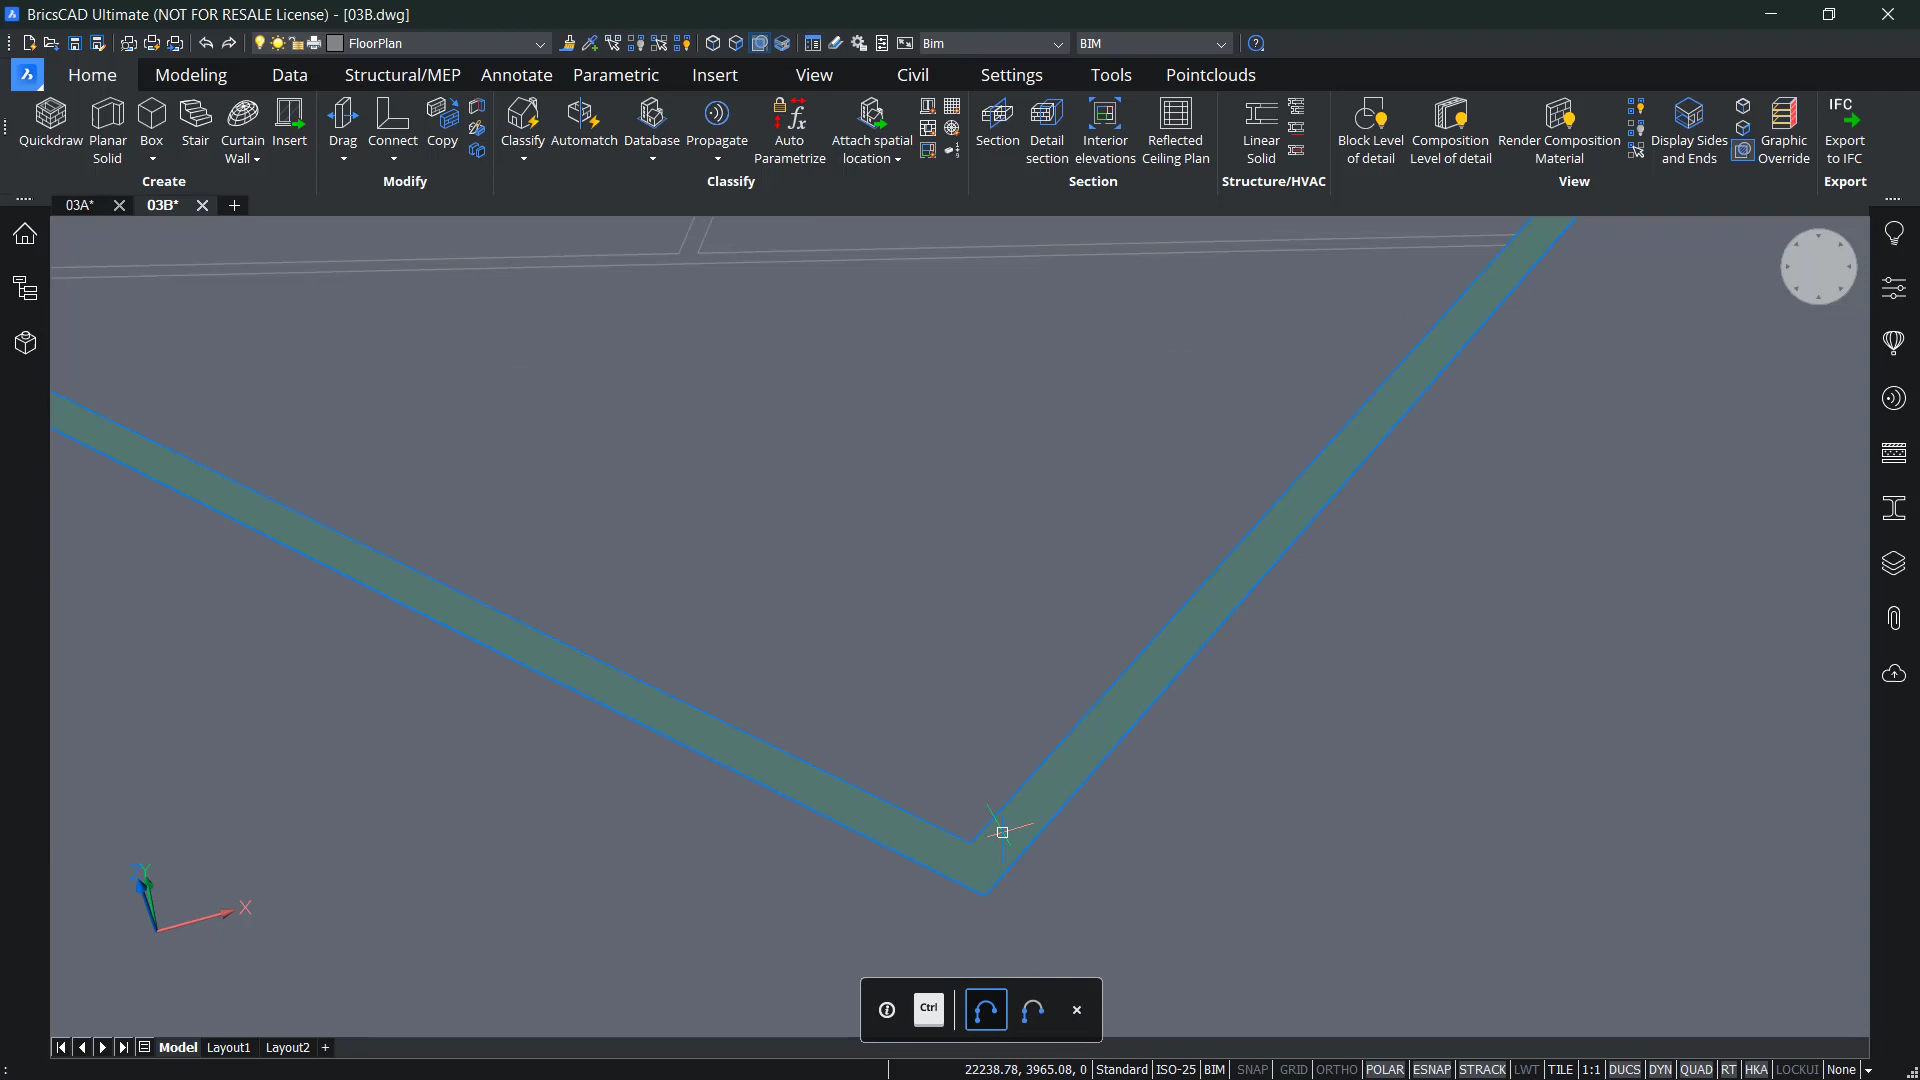 BricsCAD Ultimate (NOT FOR RESALE License) - [03B.dwg]
FloorPlan
Bim
BIM
Home
Modeling
Data
Structural/MEP
Annotate
Parametric
Insert
View
Civil
Settings
Tools
Pointclouds
Quickdraw
Planar
Solid
Box
Stair
Curtain
Wall
Insert
Create
Drag
Connect
Copy
Modify
Classify
Automatch
Database
Propagate
Auto
Parametrize
Attach spatial
location
Classify
Section
Detail
section
Interior
elevations
Reflected
Ceiling Plan
Section
Linear
Solid
Structure/HVAC
Block Level
of detail
Composition
Level of detail
Render Composition
Material
Display Sides
and Ends
Graphic
Override
View
IFC
Export
to IFC
Export
03A*
03B*
Z
Y
X
Ctrl
Model
Layout1
Layout2
:
22238.78, 3965.08, 0
Standard
ISO-25
BIM
SNAP
GRID
ORTHO
POLAR
ESNAP
STRACK
LWT
TILE
1:1
DUCS
DYN
QUAD
RT
HKA
LOCKUI
None